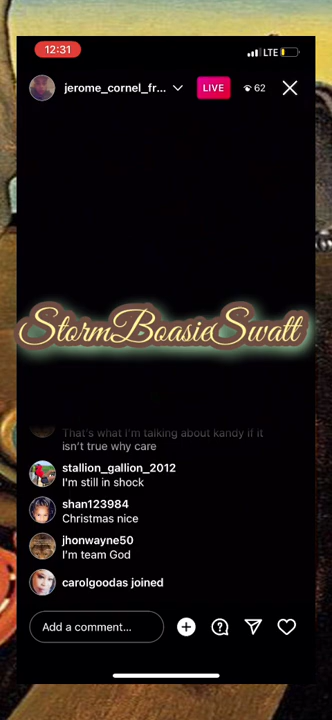 12:31
LTE
jerome_cornel_fr...
LIVE
62
StormBoasieSwatt
That's what I'm talking about kandy if it
isn't true why care
stallion_gallion_2012
I'm still in shock
shan123984
Christmas nice
jhonwayne50
I'm team God
carolgoodas joined
Add a comment...